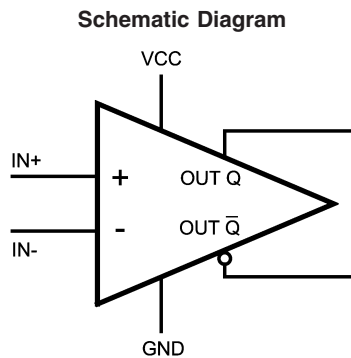 Schematic Diagram
VCC
IN+
+
OUT Q
-
OUT Q̅
IN-
GND